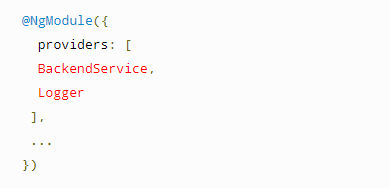 @NgModule({
  providers: [
  BackendService,
  Logger
 ],
 ...
})